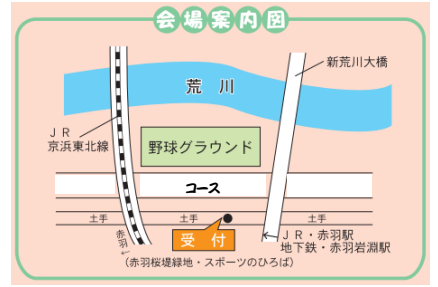 会場案内図
新荒川大橋
荒川
JR
京浜東北線
野球グラウンド
コース
土手 土手 土手
赤羽←
受付
JR・赤羽駅
地下鉄・赤羽岩淵駅
(赤羽桜堤緑地・スポーツのひろば)